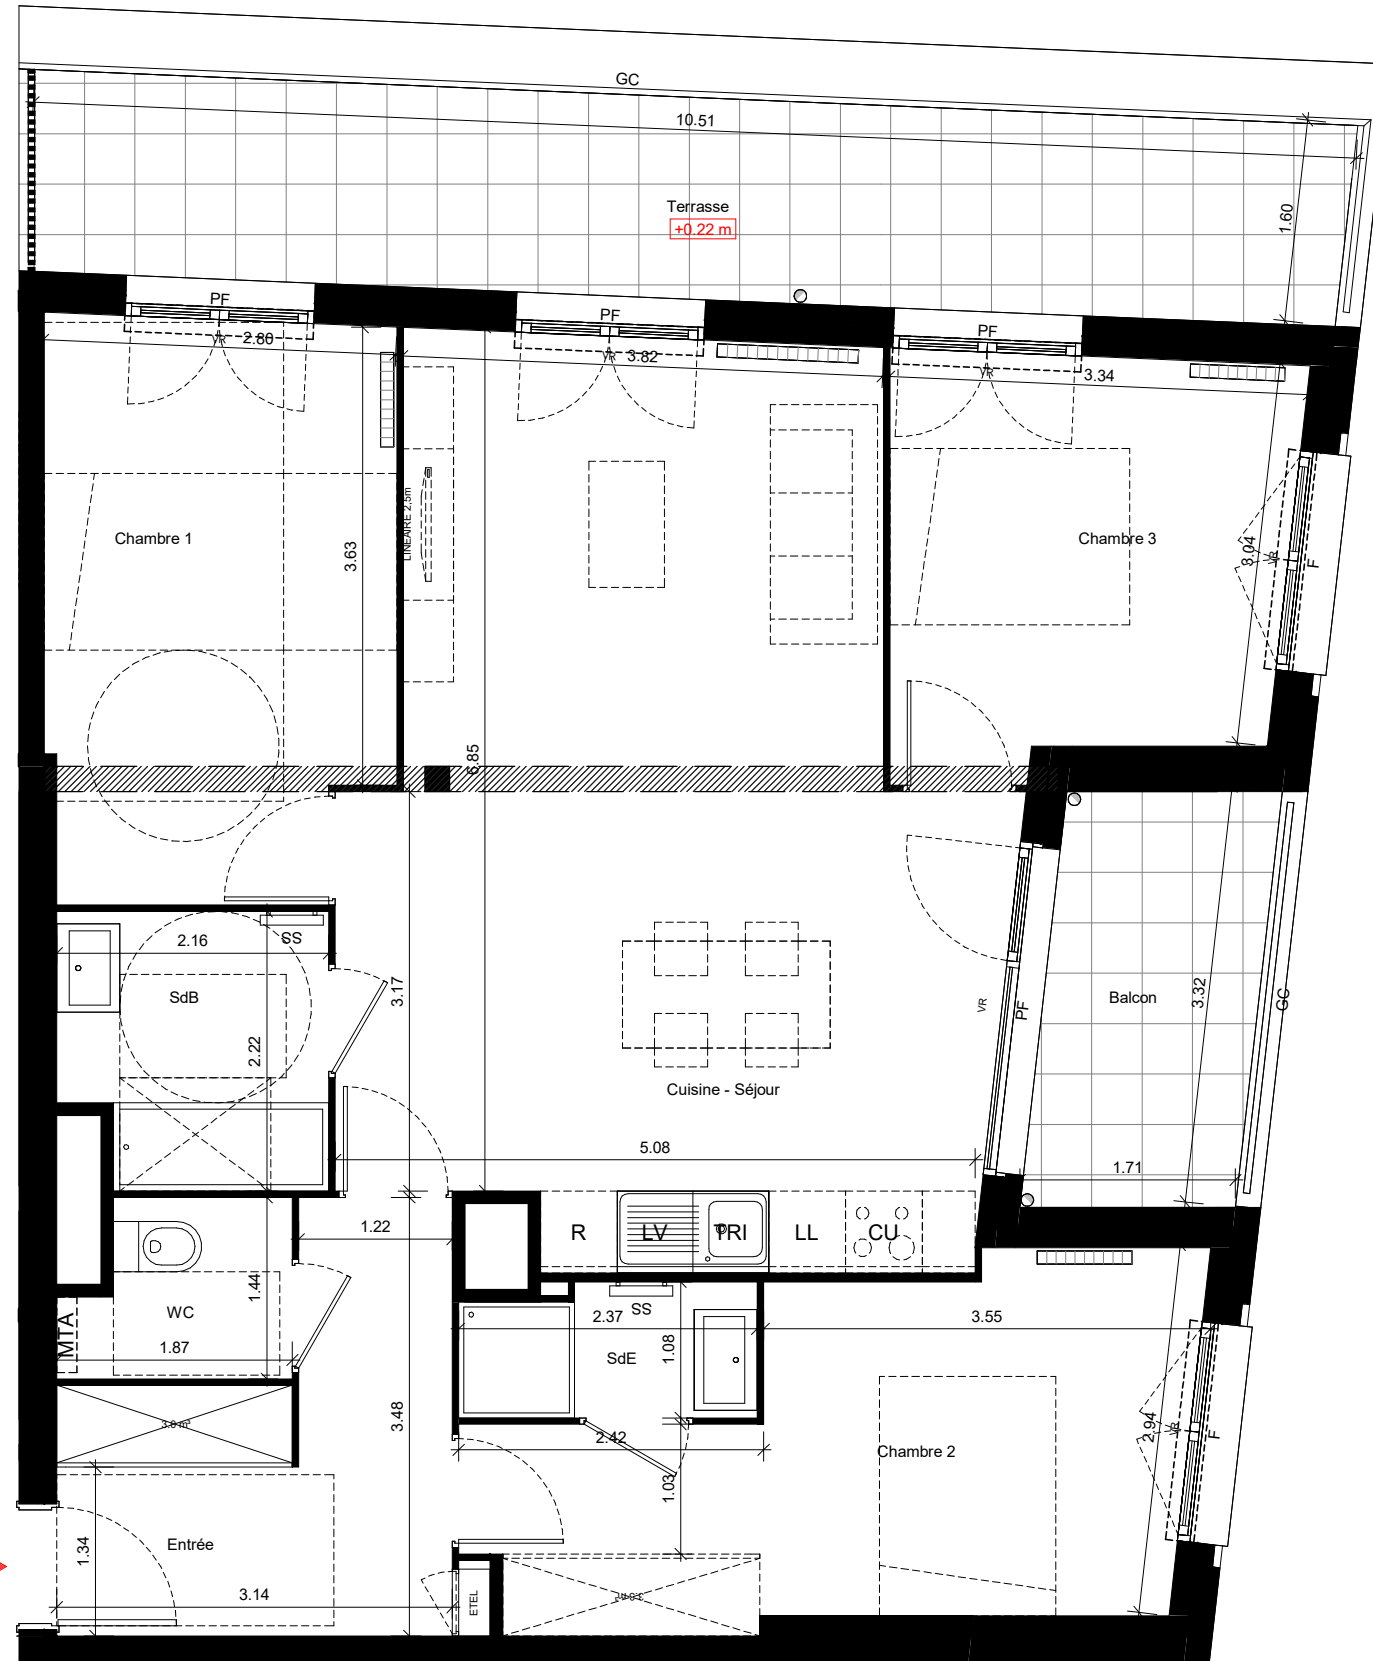 GC
10.51
Terrasse
+0.22 m
1.60
PF
PF
PF
VR
2.80
VR
3.82
VR
3.34
LINEAIRE 2,5m
Chambre 1
3.63
Chambre 3
3.04
VR
F
6.85
2.16
SS
SdB
2.22
3.17
VR
PF
Balcon
3.32
GC
Cuisine - Séjour
5.08
1.71
1.22
R
LV
TRI
LL
CU
1.44
WC
MTA
1.87
2.37
SS
SdE
1.08
3.55
3.48
2.42
1.03
Chambre 2
2.94
VR
F
1.34
Entrée
3.14
ETEL